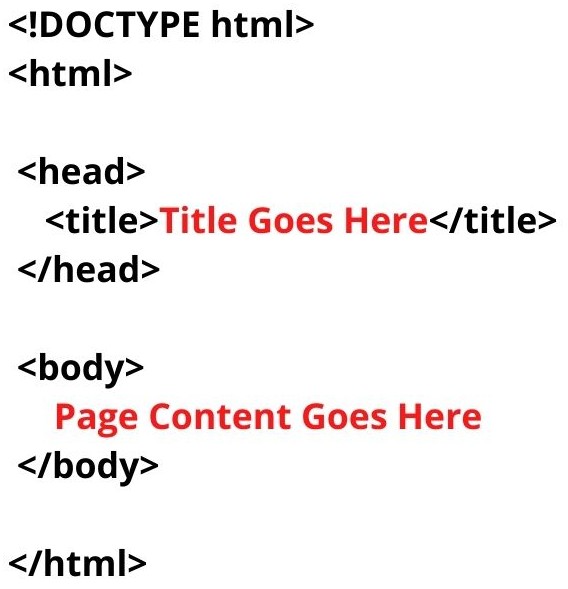 <!DOCTYPE html>
<html>
<head>
<title>Title Goes Here</title>
</head>
<body>
Page Content Goes Here
</body>
</html>